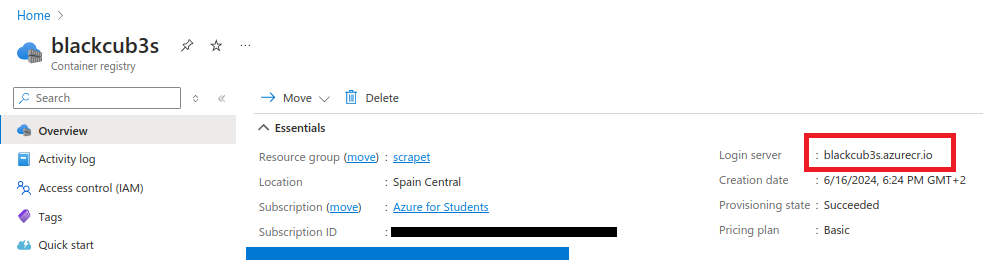 Home
blackcub3s
Container registry
Search
Overview
Activity log
Access control (IAM)
Tags
Quick start
Move
Delete
Essentials
Resource group (move) : scrapet
Location : Spain Central
Subscription (move) : Azure for Students
Subscription ID :
Login server : blackcub3s.azurecr.io
Creation date : 6/16/2024, 6:24 PM GMT+2
Provisioning state : Succeeded
Pricing plan : Basic